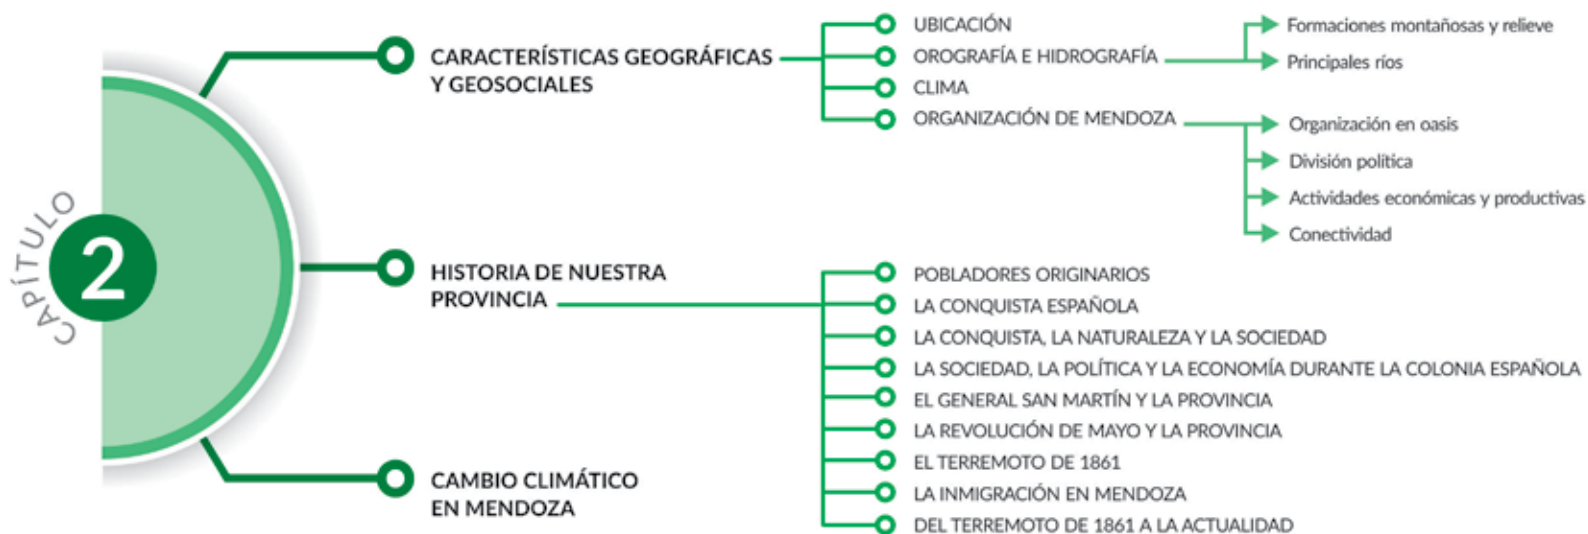 CAPÍTULO
2
CARACTERÍSTICAS GEOGRÁFICAS
Y GEOSOCIALES
UBICACIÓN
OROGRAFÍA E HIDROGRAFÍA
Formaciones montañosas y relieve
Principales ríos
CLIMA
ORGANIZACIÓN DE MENDOZA
Organización en oasis
División política
Actividades económicas y productivas
Conectividad
HISTORIA DE NUESTRA
PROVINCIA
POBLADORES ORIGINARIOS
LA CONQUISTA ESPAÑOLA
LA CONQUISTA, LA NATURALEZA Y LA SOCIEDAD
LA SOCIEDAD, LA POLÍTICA Y LA ECONOMÍA DURANTE LA COLONIA ESPAÑOLA
EL GENERAL SAN MARTÍN Y LA PROVINCIA
LA REVOLUCIÓN DE MAYO Y LA PROVINCIA
EL TERREMOTO DE 1861
LA INMIGRACIÓN EN MENDOZA
DEL TERREMOTO DE 1861 A LA ACTUALIDAD
CAMBIO CLIMÁTICO
EN MENDOZA